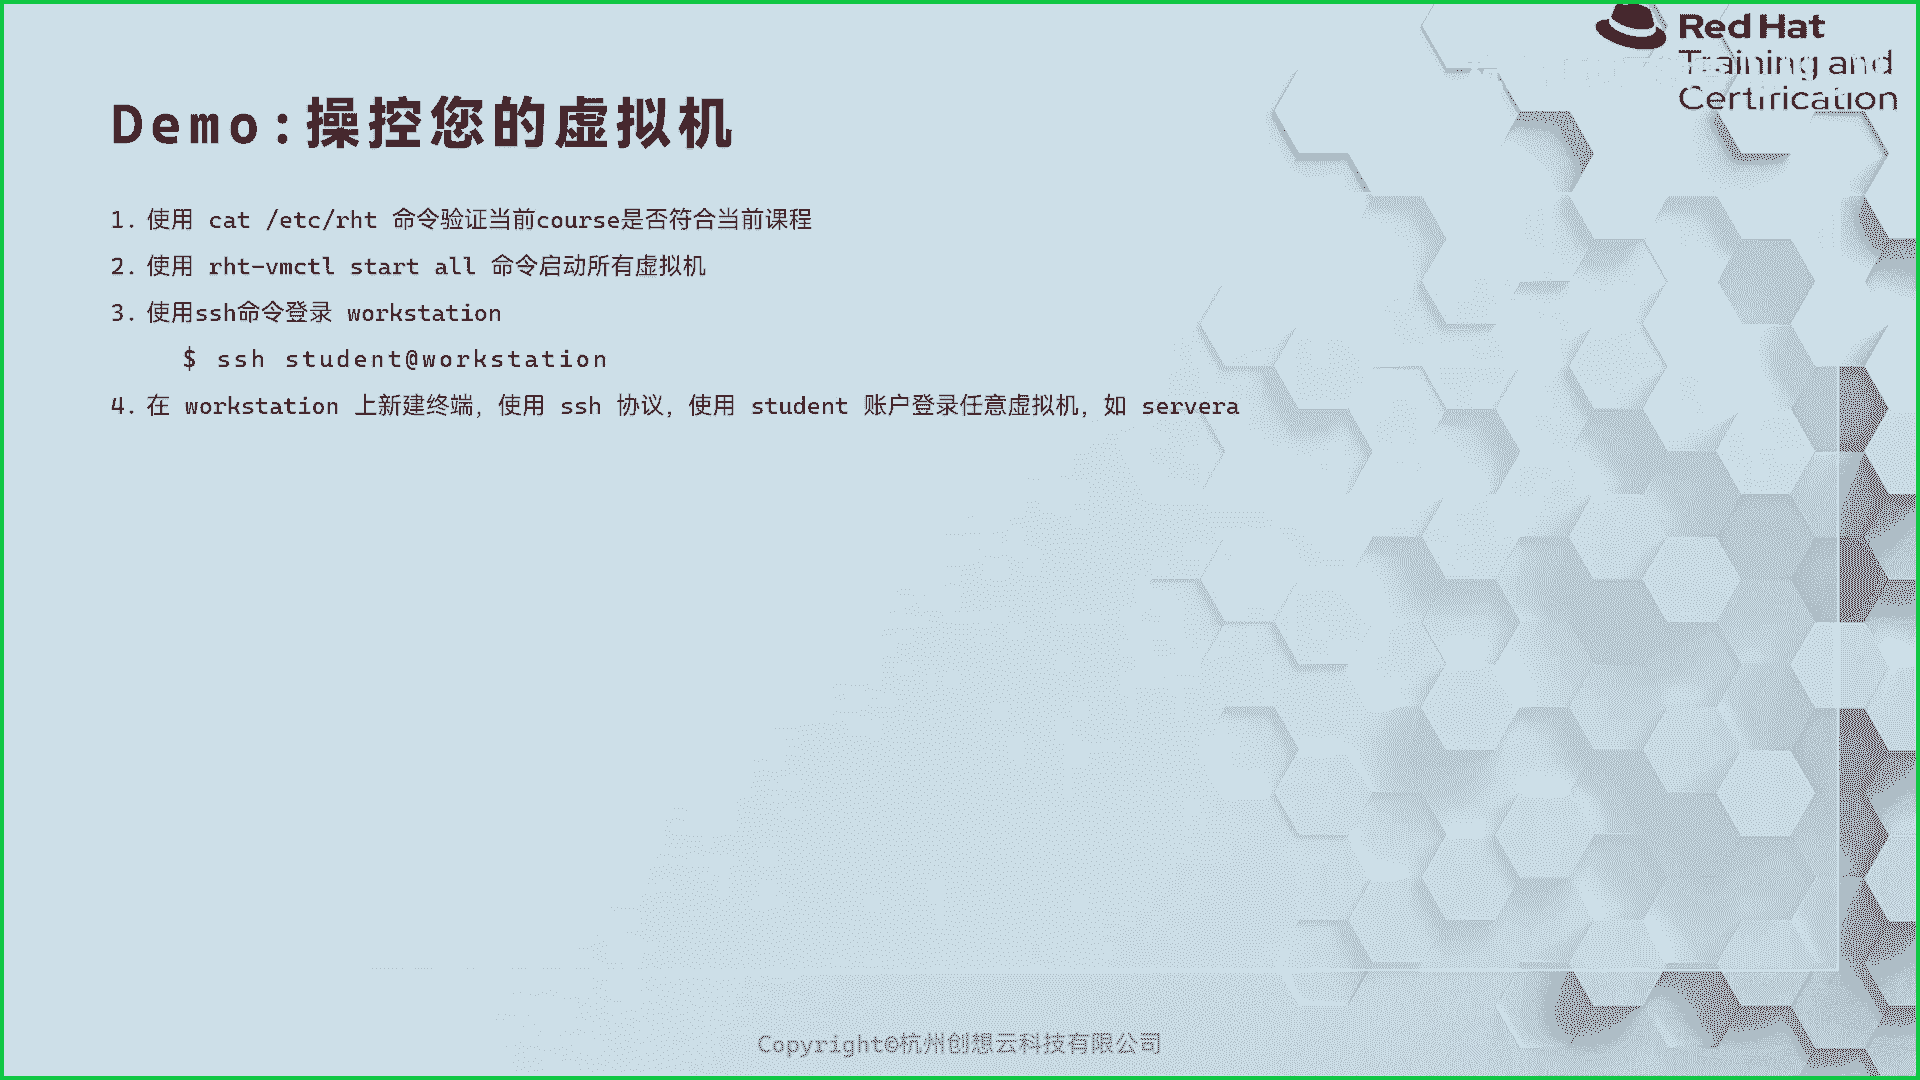 Red Hat
Training and
Certification
Demo:操控您的虚拟机
1. 使用 cat /etc/rht 命令验证当前course是否符合当前课程
2. 使用 rht-vmctl start all 命令启动所有虚拟机
3. 使用ssh命令登录 workstation
$ ssh student@workstation
4. 在 workstation 上新建终端，使用 ssh 协议，使用 student 账户登录任意虚拟机，如 servera
Copyright©杭州创想云科技有限公司